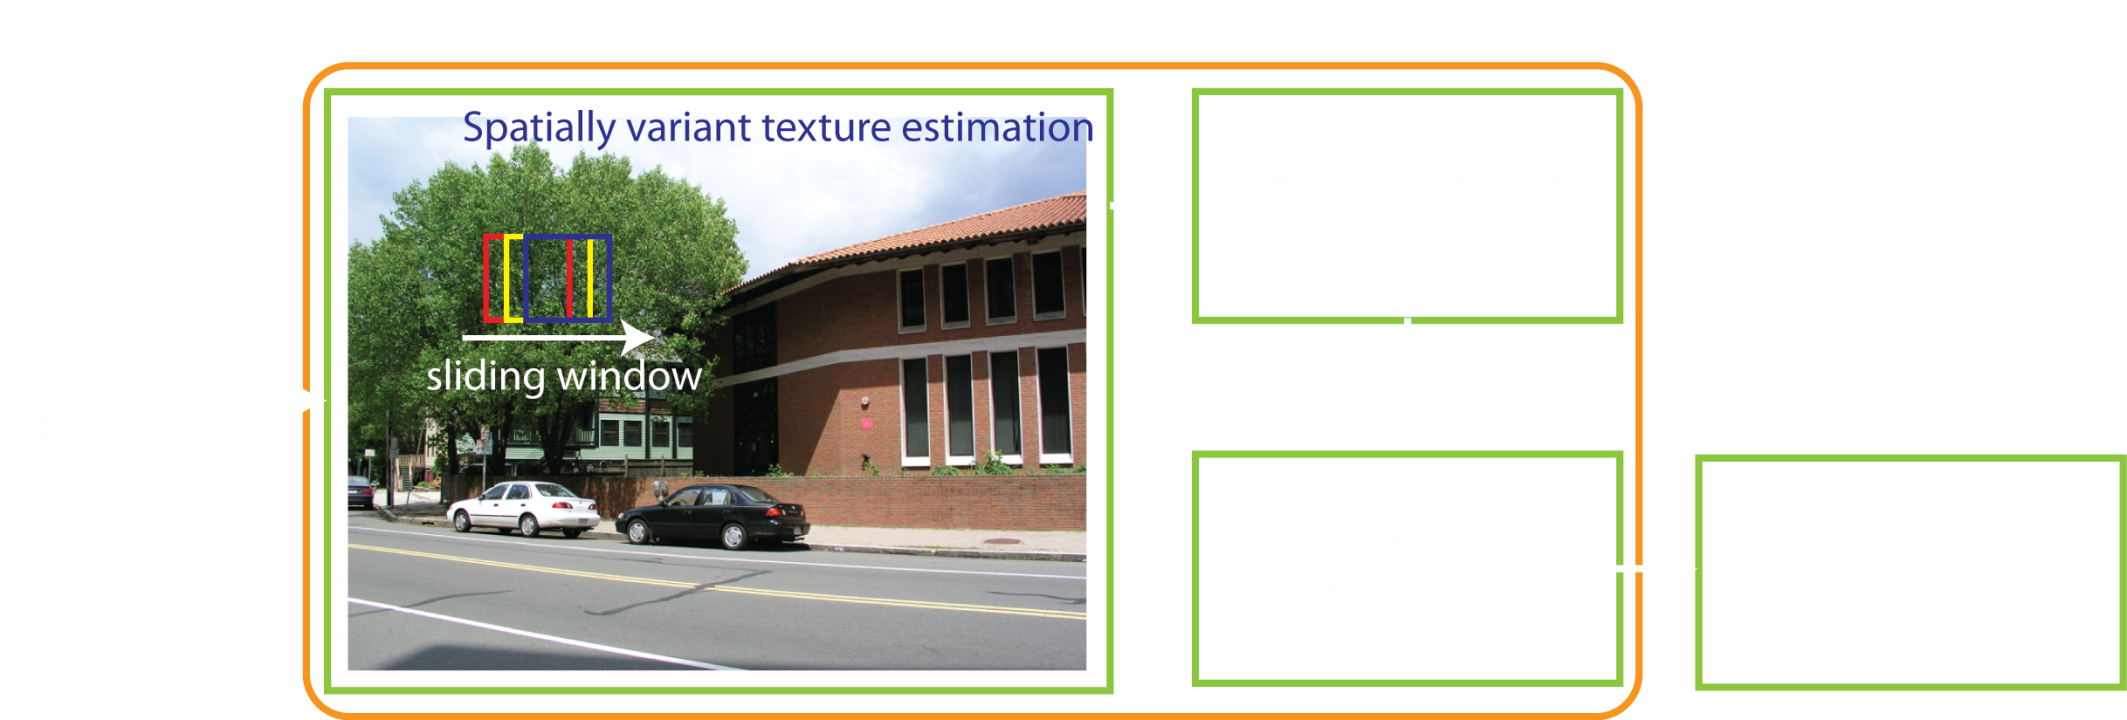 Spatially variant texture estimation
sliding window